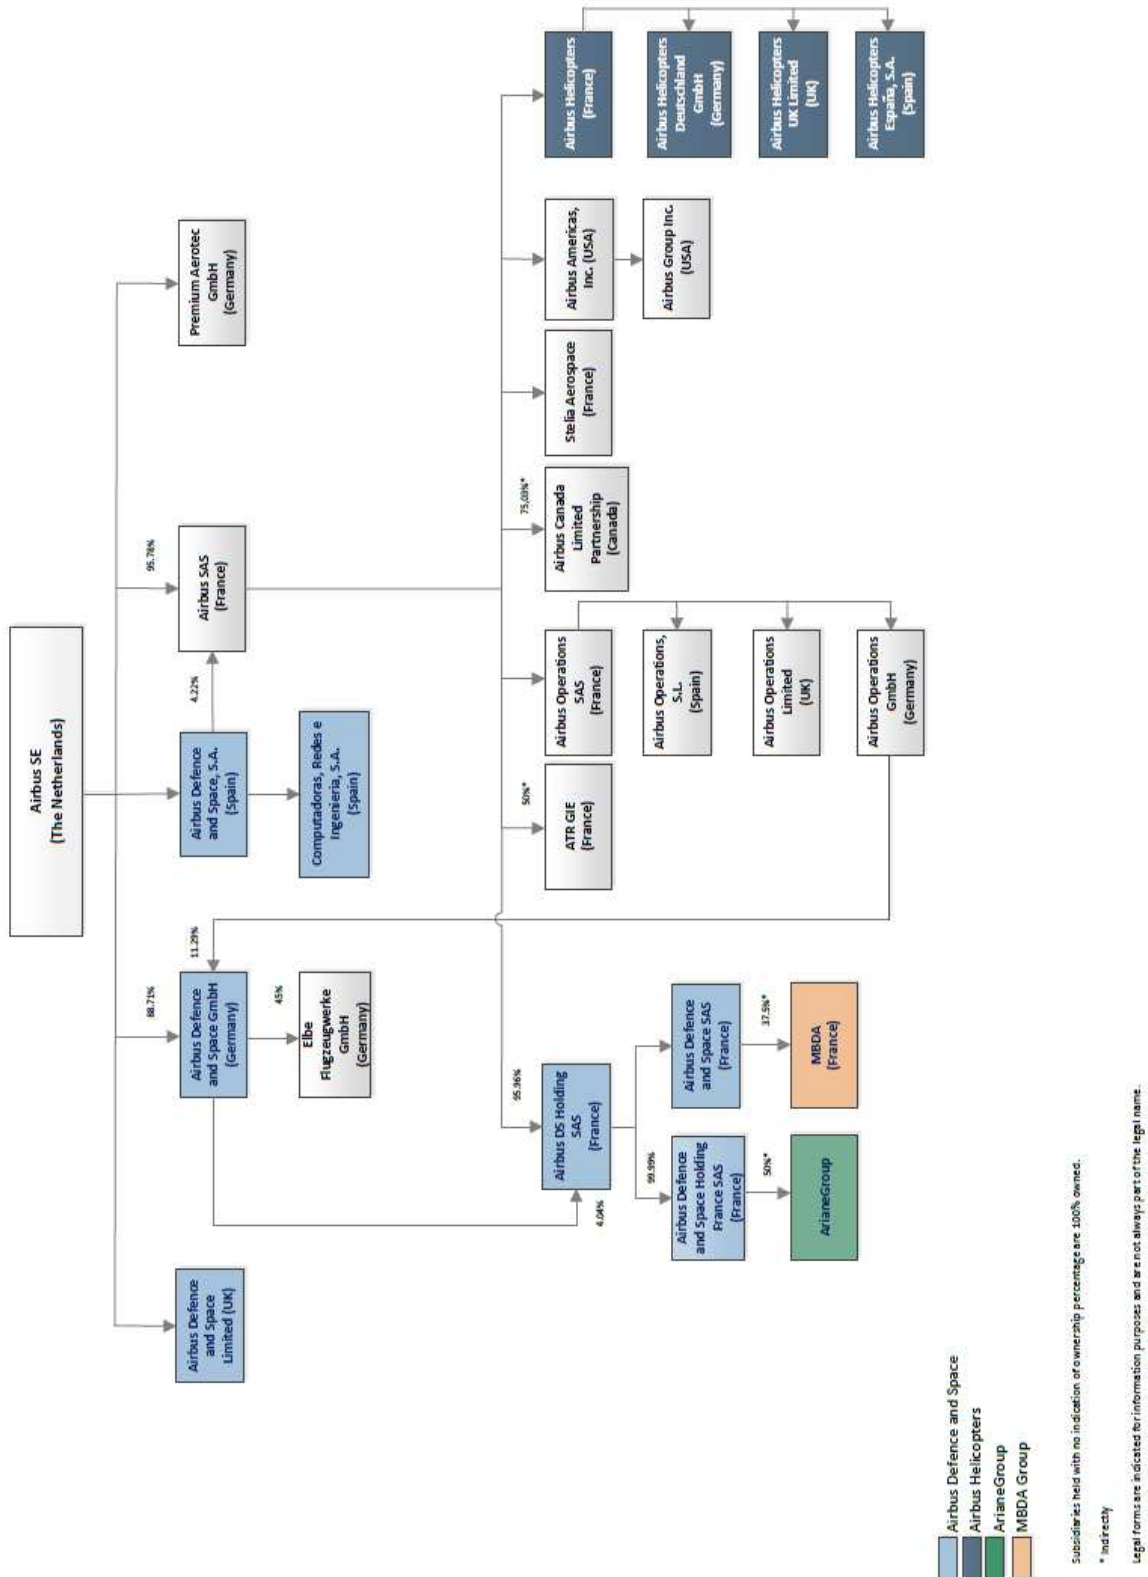 Airbus SE
(The Netherlands)
88.71%
95.78%
Airbus Defence
and Space
Limited (UK)
Airbus Defence
and Space GmbH
(Germany)
11.29%
Airbus Defence
and Space, S.A.
(Spain)
4.22%
Airbus SAS
(France)
Premium Aerotec
GmbH
(Germany)
45%
Elbe
Flugzeugwerke
GmbH
(Germany)
Computadoras, Redes e
Ingenieria, S.A.
(Spain)
95.96%
50%*
75,03%*
Airbus DS Holding
SAS
(France)
4.04%
ATR GIE
(France)
Airbus Operations
SAS
(France)
Airbus Canada
Limited
Partnership
(Canada)
Stelia Aerospace
(France)
Airbus Americas,
Inc. (USA)
Airbus Helicopters
(France)
99.99%
Airbus Defence
and Space Holding
France SAS
(France)
Airbus Defence
and Space SAS
(France)
Airbus Operations,
S.L.
(Spain)
Airbus Group Inc.
(USA)
Airbus Helicopters
Deutschland
GmbH
(Germany)
50%*
37.5%*
ArianeGroup
MBDA
(France)
Airbus Operations
Limited
(UK)
Airbus Helicopters
UK Limited
(UK)
Airbus Operations
GmbH
(Germany)
Airbus Helicopters
España, S.A.
(Spain)
Airbus Defence and Space
Airbus Helicopters
ArianeGroup
MBDA Group
Subsidiaries held with no indication of ownership percentage are 100% owned.
* Indirectly
Legal forms are indicated for information purposes and are not always part of the legal name.